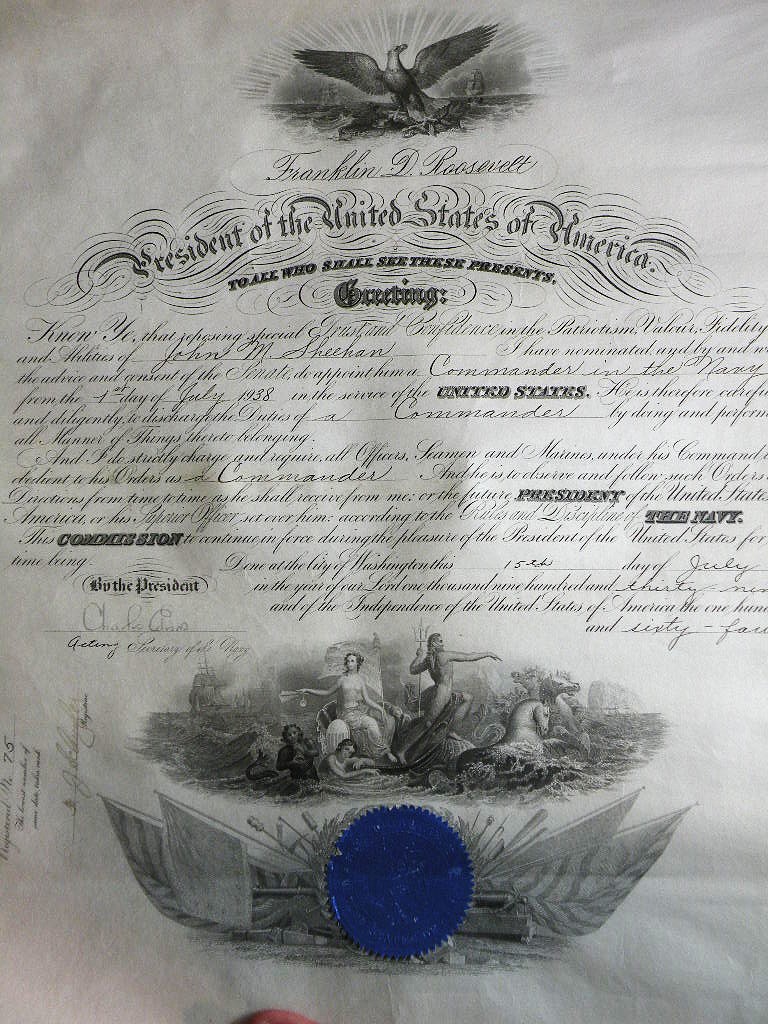 Franklin D. Roosevelt
President of the United States of America.
TO ALL WHO SHALL SEE THESE PRESENTS,
Greeting:
Know Ye, that reposing special Trust and Confidence in the Patriotism, Valour, Fidelity
and Abilities of John M Sheehan I have nominated, and by and
the advice and consent of the Senate, do appoint him a Commander in the Navy
from the 1st day of July 1938 in the service of the UNITED STATES. He is therefore
and diligently, to discharge the Duties of a Commander by doing and
all Manner of Things thereto belonging.
And I do strictly charge, and require, all Officers, Seamen and Marines, under his Command
obedient to his Orders as a Commander And he is, to observe and follow, such Orders
Directions from time to time, as he shall receive from me; or the future PRESIDENT of the United States
America, or his Superior Officer set over him; according to the Rules and Discipline of THE NAVY.
This COMMISSION to continue in force during the pleasure of the President of the United States for
time being.
Done at the City of Washington this 15th day of July
By the President
in the year of our Lord one thousand nine hundred and thirty
and of the Independence of the United States of America the one
and sixty
Acting Secretary of the Navy
Registrar
Registered No 75